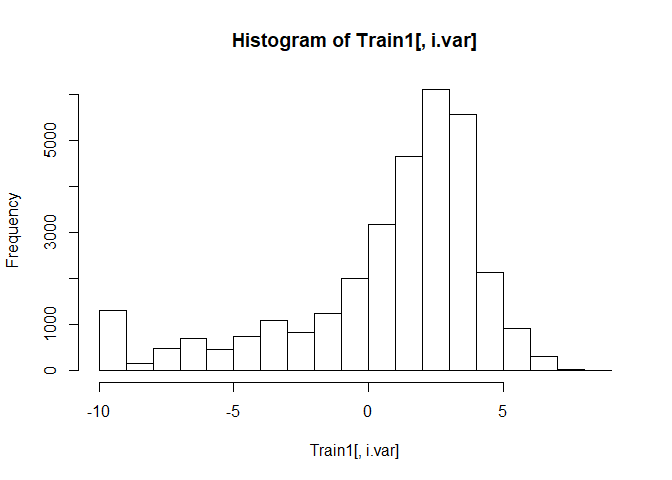 Histogram of Train1[, i.var]
Frequency
5000
3000
1000
0
-10
-5
0
5
Train1[, i.var]